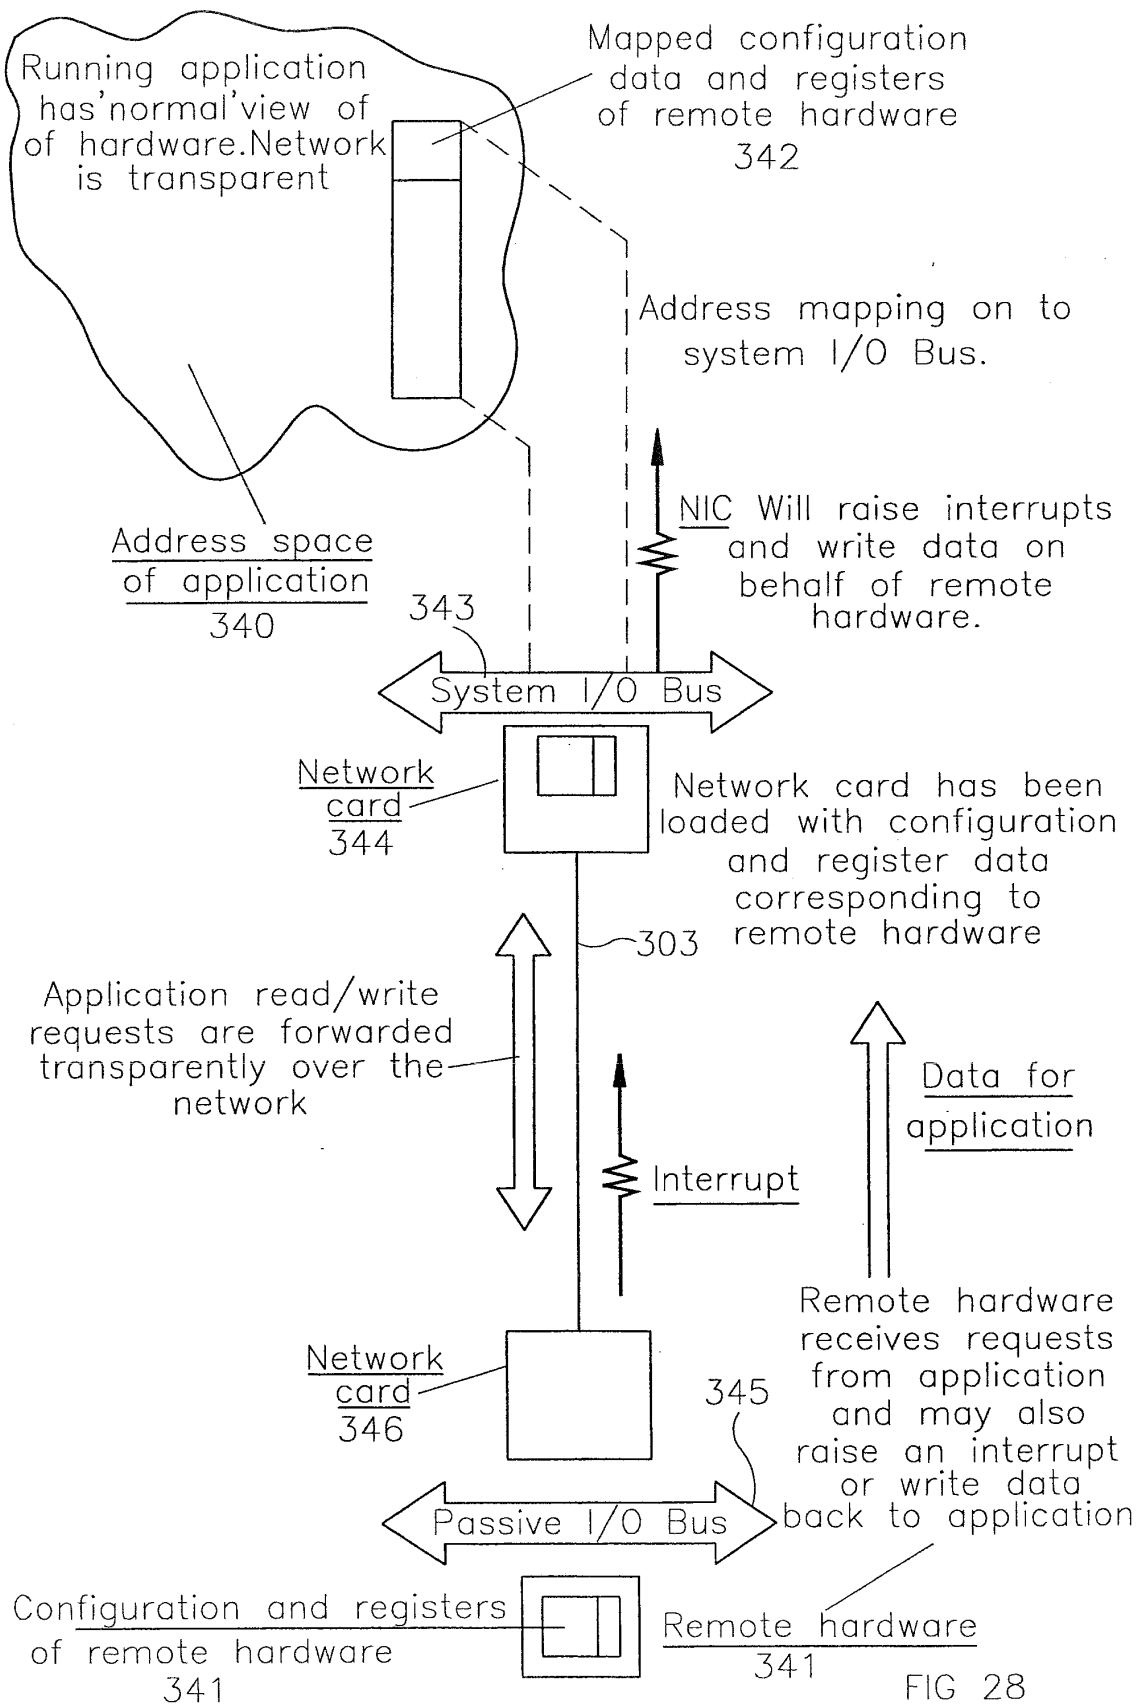 Running application
has'normal'view of
of hardware.Network
is transparent
Mapped configuration
data and registers
of remote hardware
342
Address mapping on to
system I/O Bus.
NIC Will raise interrupts
and write data on
behalf of remote
hardware.
Address space
of application
340
343
System I/O Bus
Network
card
344
Network card has been
loaded with configuration
and register data
corresponding to
remote hardware
303
Application read/write
requests are forwarded
transparently over the
network
Data for
application
Interrupt
Remote hardware
receives requests
from application
and may also
raise an interrupt
or write data
back to application
Network
card
346
345
Passive I/O Bus
Configuration and registers
of remote hardware
341
Remote hardware
341
FIG 28